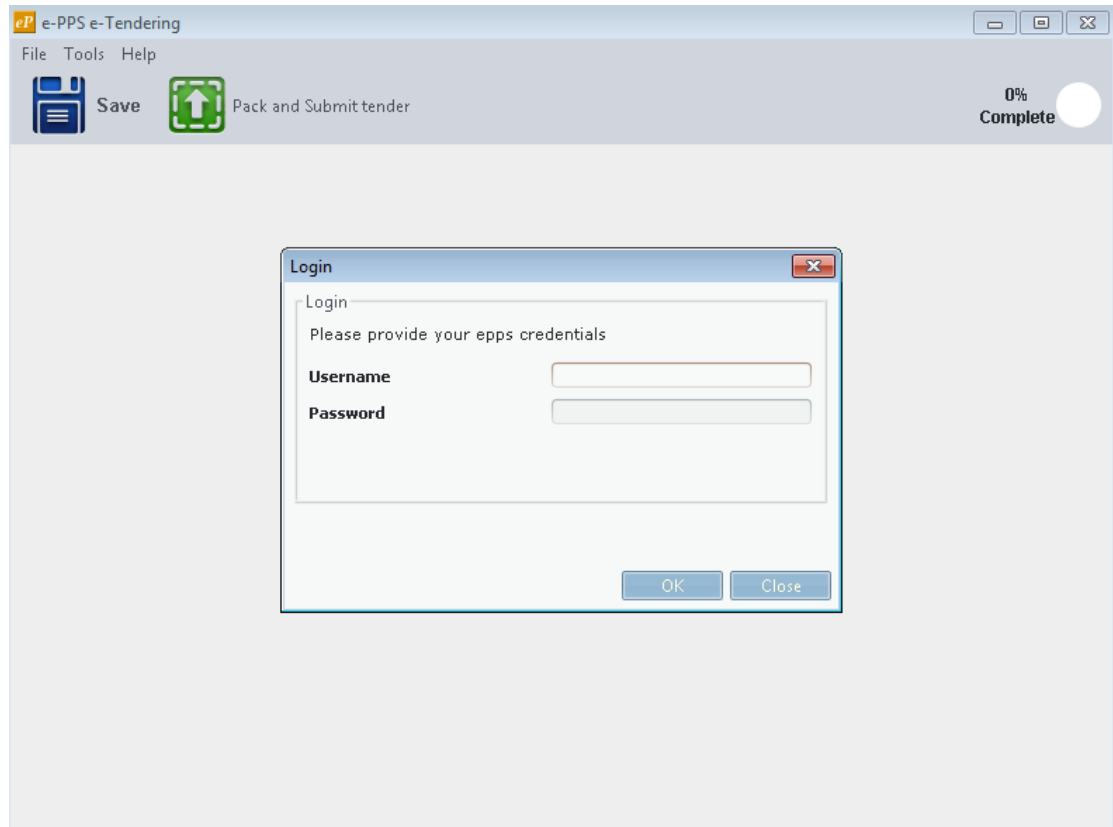 eP e-PPS e-Tendering
File Tools Help
Save Pack and Submit tender
0%
Complete
Login
Login
Please provide your epps credentials
Username
Password
OK Close